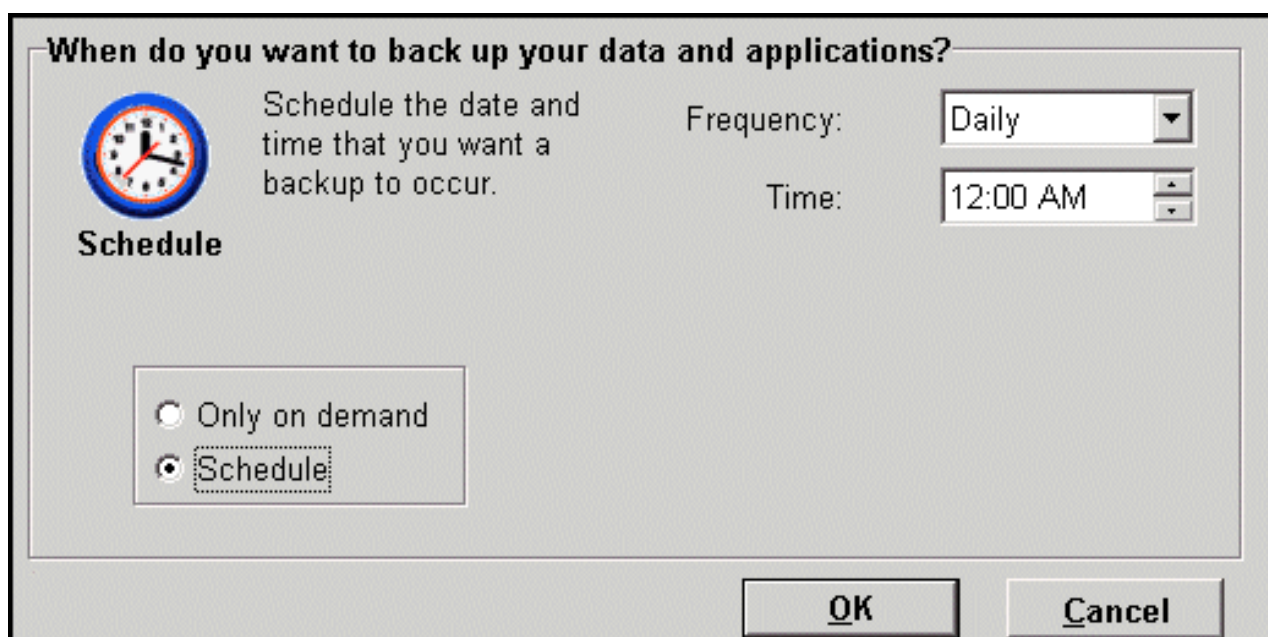 When do you want to back up your data and applications?
Schedule the date and
time that you want a
backup to occur.
Schedule
Frequency:
Daily
Time:
12:00 AM
Only on demand
Schedule
OK
Cancel